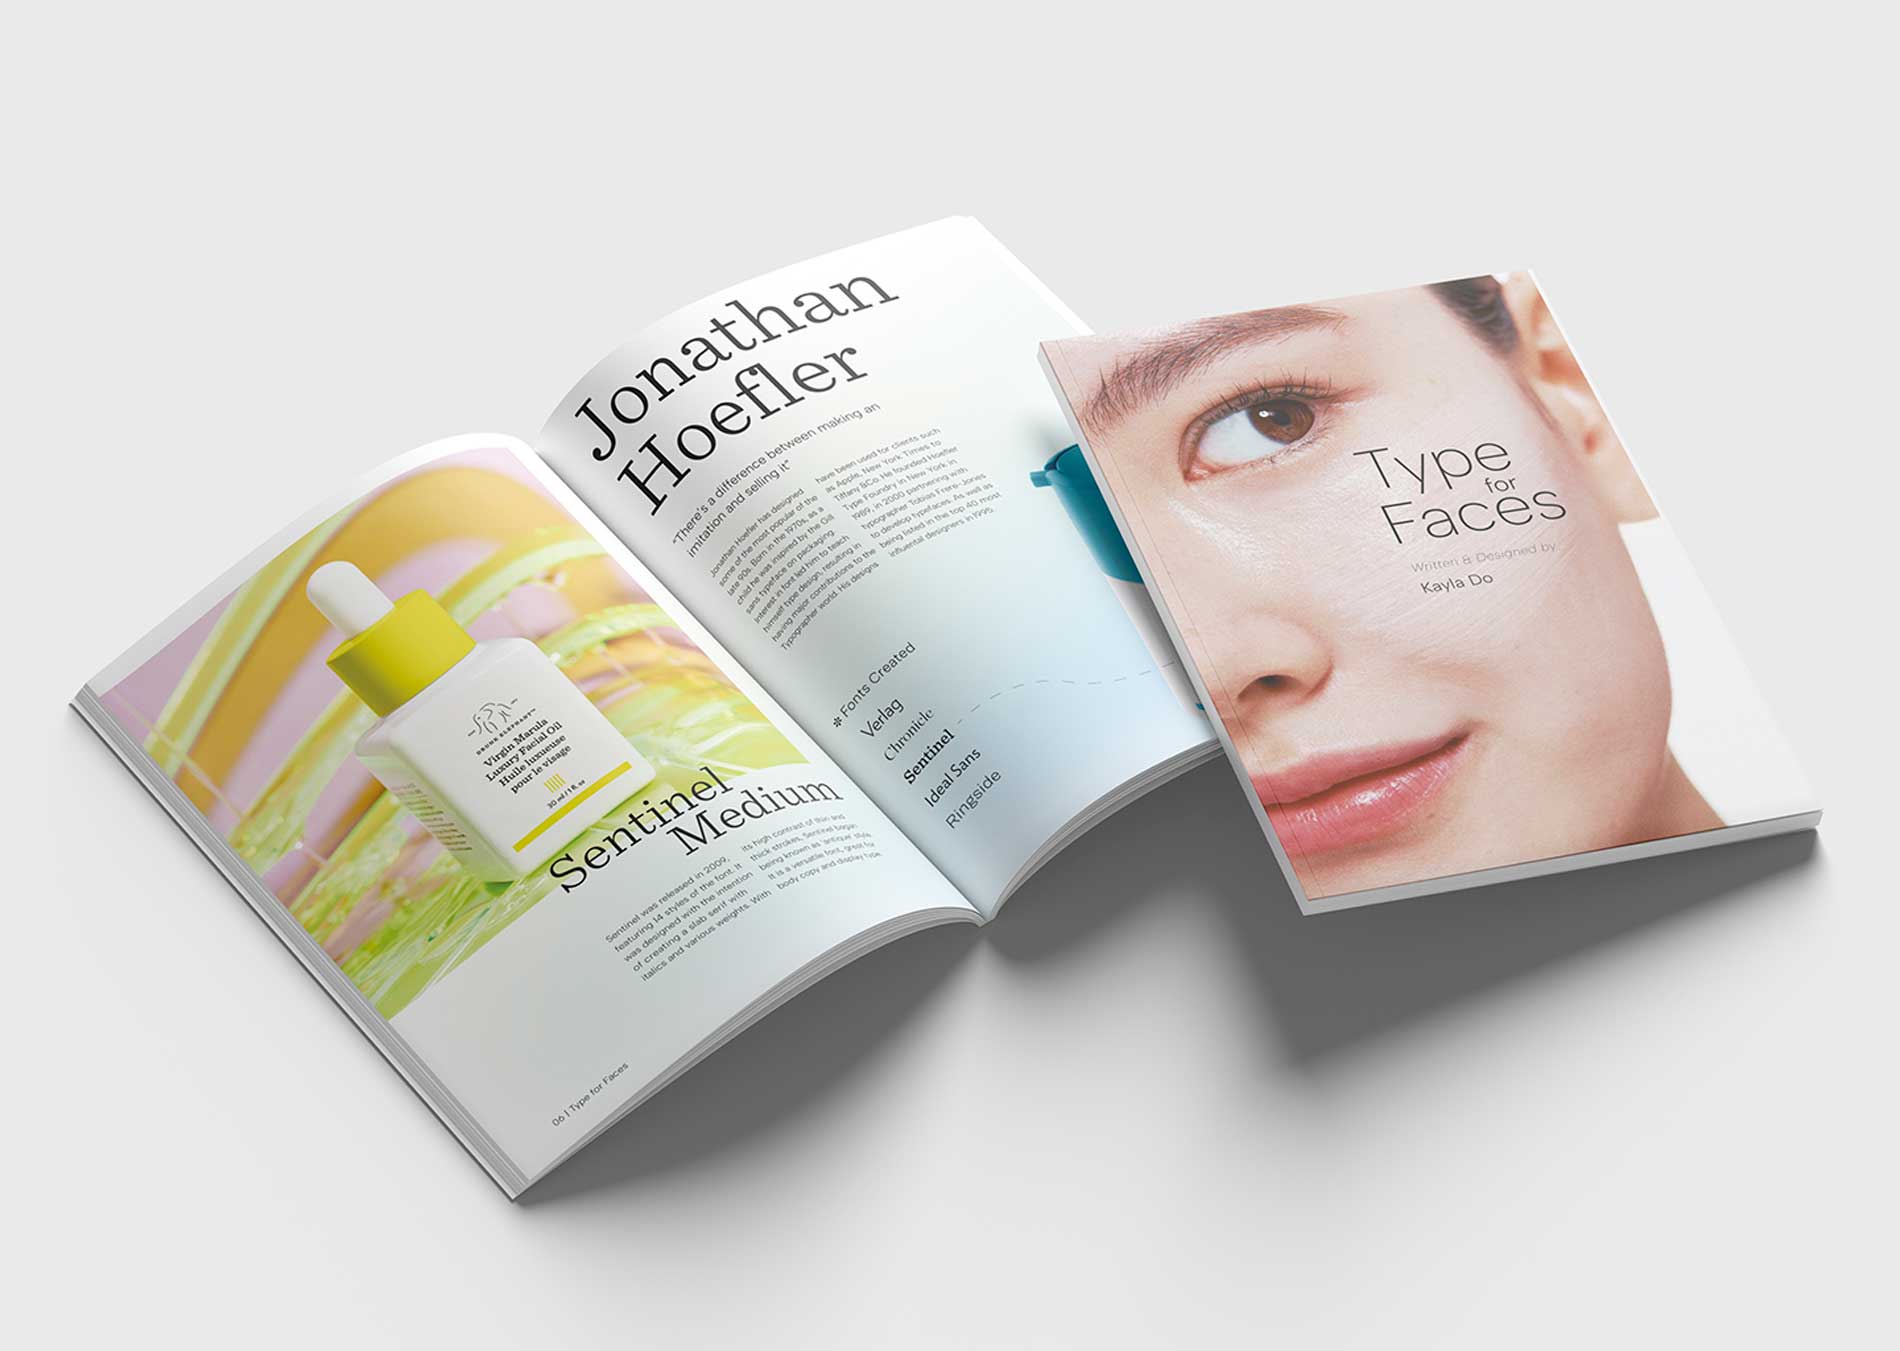 DRUNK ELEPHANT™
Virgin Marula
Luxury Facial Oil
Huile luxueuse
pour le visage
30 ml / 1 fl. oz
Sentinel
Medium
Sentinel was released in 2009,
featuring 14 styles of the font. It
was designed with the intention
of creating a slab serif with
italics and various weights. With
its high contrast of thin and
thick strokes, Sentinel began
being known as 'antique' style.
It is a versatile font, great for
body copy and display type.
06 | Type for Faces
Jonathan
Hoefler
"There's a difference between making an
imitation and selling it"
Jonathan Hoefler has designed
some of the most popular of the
late 90s. Born in the 1970s, as a
child he was inspired by the Gill
sans typeface on packaging.
Interest in font led him to teach
himself type design, resulting in
having major contributions to the
Typographer world. His designs
have been used for clients such
as Apple, New York Times to
Tiffany &Co. He founded Hoefler
Type Foundry in New York in
1989, in 2000 partnering with
typographer Tobias Frere-Jones
to develop typefaces. As well as
being listed in the top 40 most
influental designers in 1995.
✻ Fonts Created
Verlag
Chronicle
Sentinel
Ideal Sans
Ringside
Type
for
Faces
Written & Designed by
Kayla Do